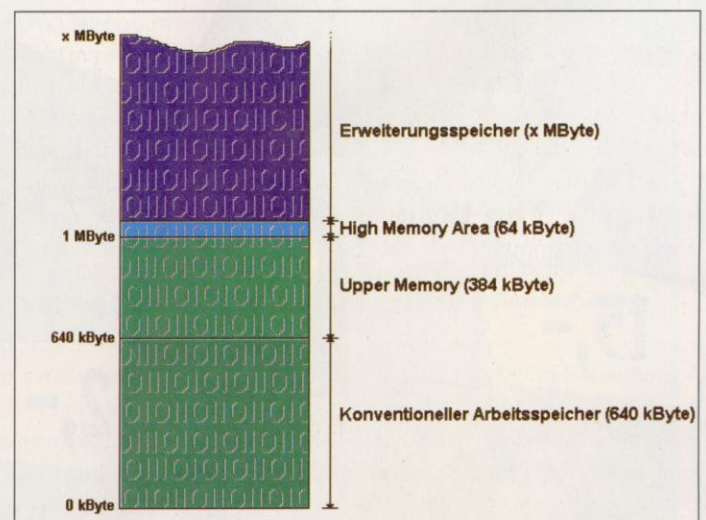 x MByte
Erweiterungsspeicher (x MByte)
High Memory Area (64 kByte)
1 MByte
Upper Memory (384 kByte)
640 kByte
Konventioneller Arbeitsspeicher (640 kByte)
0 kByte